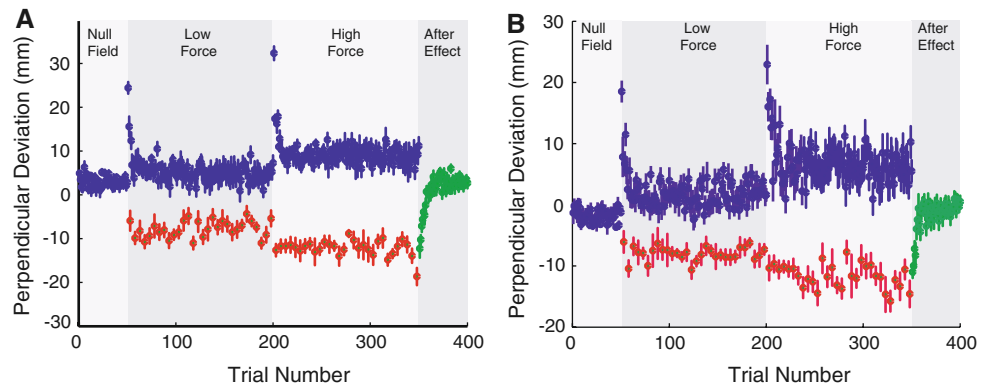 A
Null Field
Low Force
High Force
After Effect
Perpendicular Deviation (mm)
30
20
10
0
-10
-20
-30
0
100
200
300
400
Trial Number
B
Null Field
Low Force
High Force
After Effect
Perpendicular Deviation (mm)
30
20
10
0
-10
-20
0
100
200
300
400
Trial Number